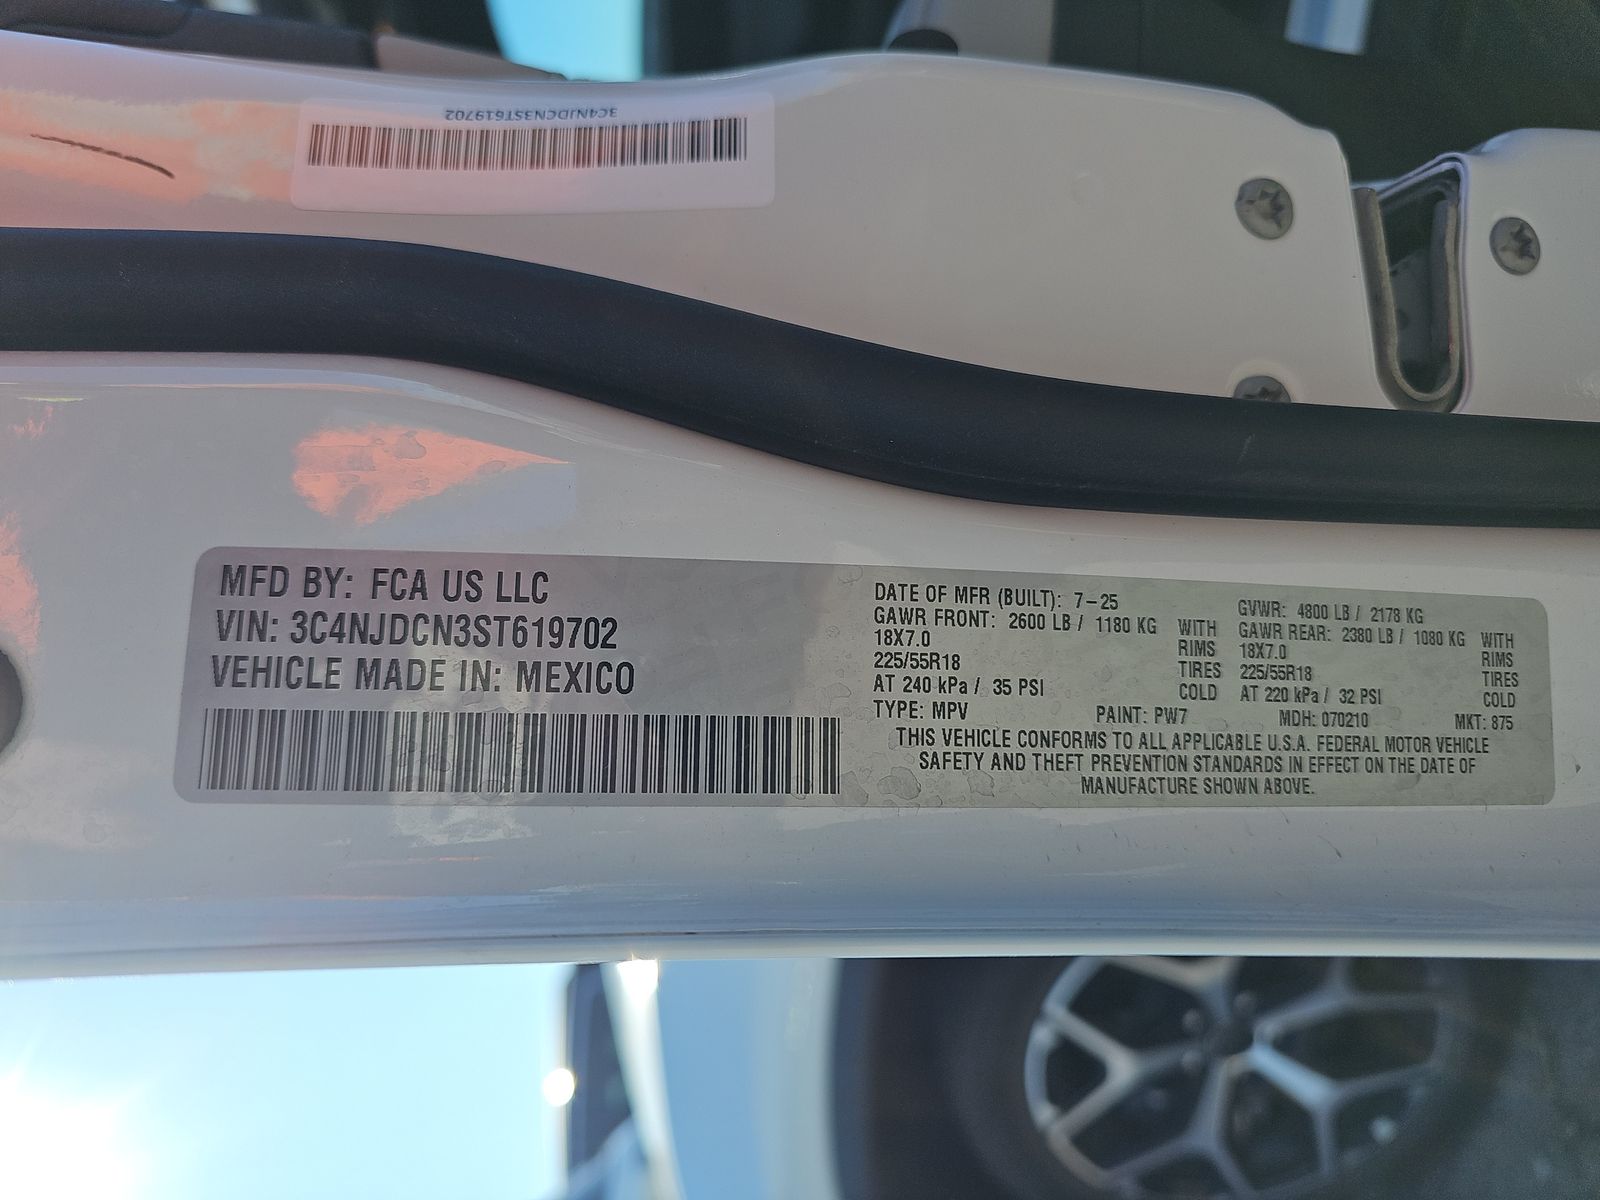 3C4NJDCN3ST619702
MFD BY: FCA US LLC
VIN: 3C4NJDCN3ST619702
VEHICLE MADE IN: MEXICO
DATE OF MFR (BUILT): 7-25
GAWR FRONT: 2600 LB / 1180 KG WITH
18X7.0 RIMS
225/55R18 TIRES
AT 240 kPa / 35 PSI COLD
GVWR: 4800 LB / 2178 KG
GAWR REAR: 2380 LB / 1080 KG WITH
18X7.0 RIMS
225/55R18 TIRES
AT 220 kPa / 32 PSI COLD
TYPE: MPV PAINT: PW7 MDH: 070210 MKT: 875
THIS VEHICLE CONFORMS TO ALL APPLICABLE U.S.A. FEDERAL MOTOR VEHICLE
SAFETY AND THEFT PREVENTION STANDARDS IN EFFECT ON THE DATE OF
MANUFACTURE SHOWN ABOVE.